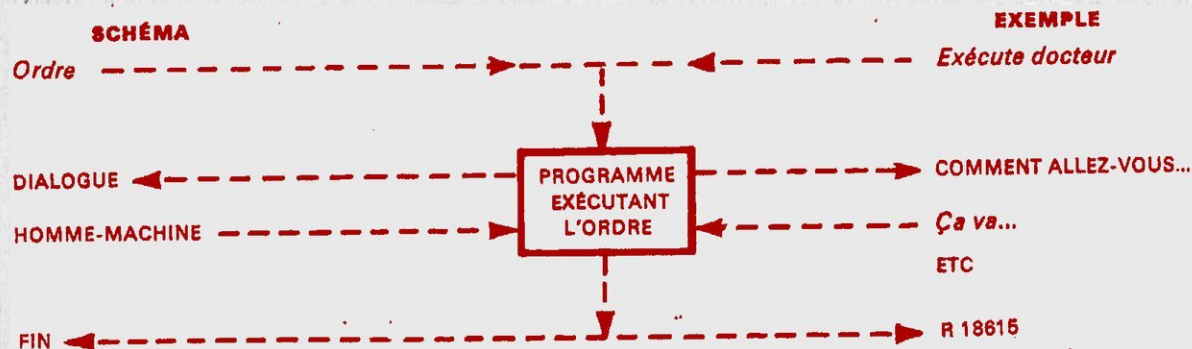 SCHÉMA
EXEMPLE
Ordre
Exécute docteur
DIALOGUE
PROGRAMME
EXÉCUTANT
L'ORDRE
COMMENT ALLEZ-VOUS...
HOMME-MACHINE
Ça va...
ETC
FIN
R 18615